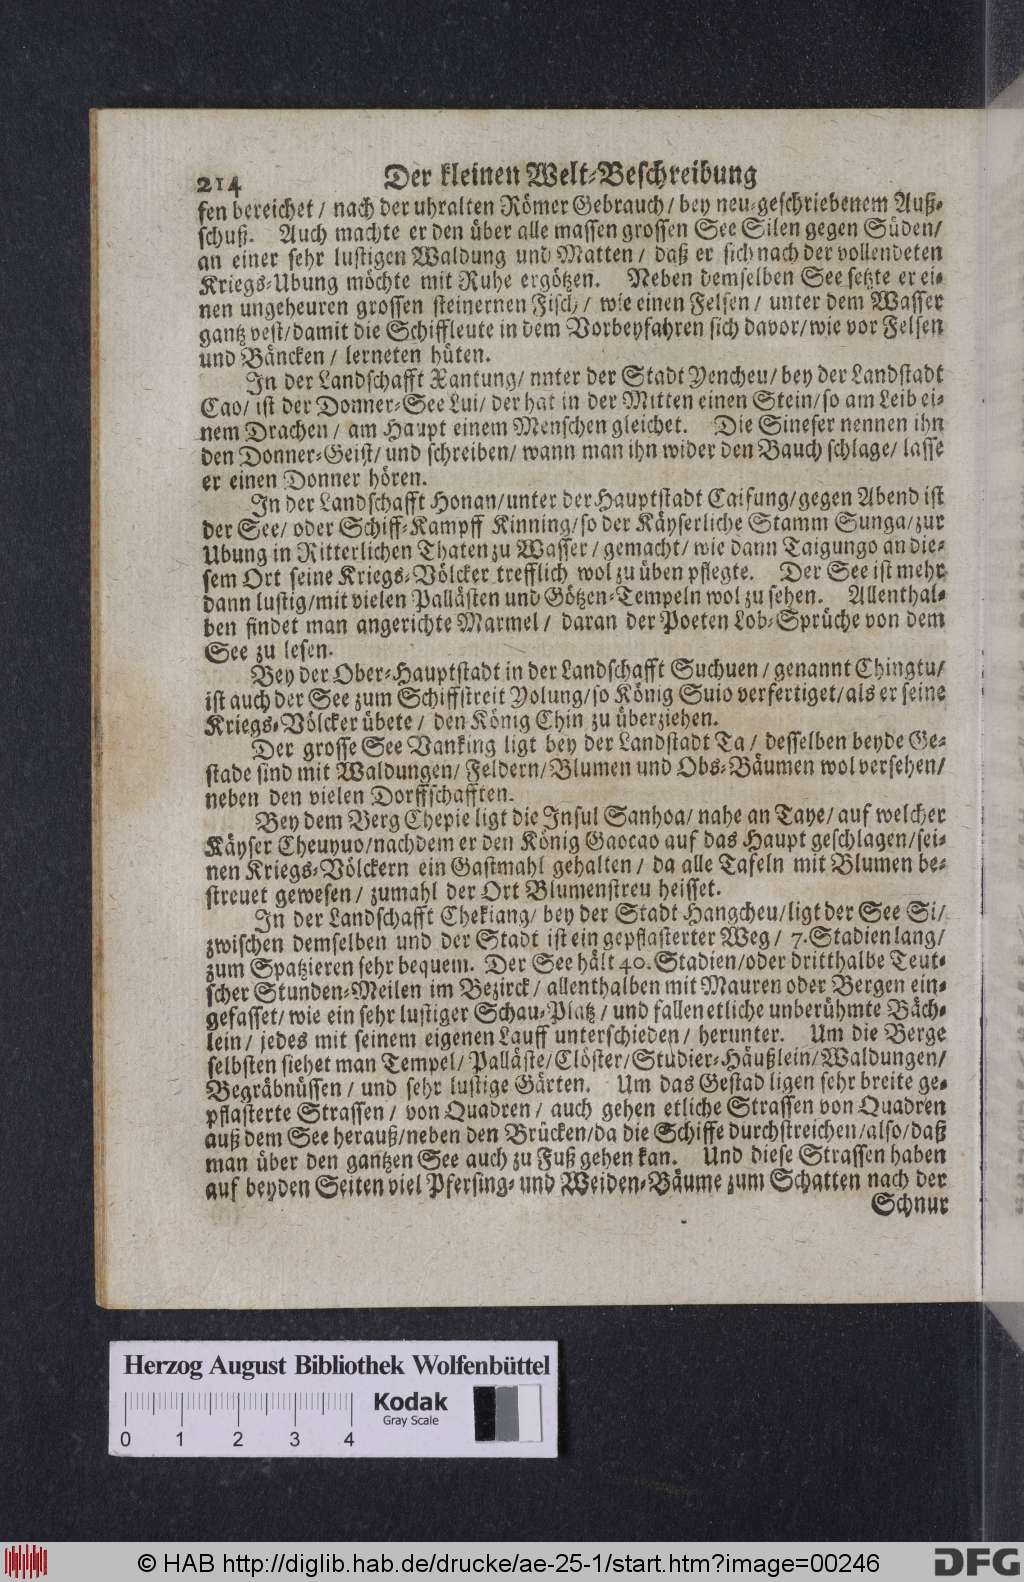 214 Der kleinen Welt-Beschreibung
fen bereichet / nach der uhralten Römer Gebrauch / bey neu-geschriebenem Auß-
schuß. Auch machte er den über alle massen grossen See Silen gegen Süden/
an einer sehr lustigen Waldung und Matten / daß er sich nach der vollendeten
Kriegs-Ubung möchte mit Ruhe ergötzen. Neben demselben See setzte er ei-
nen ungeheuren grossen steinernen Fisch / wie einen Felsen / unter dem Wasser
gantz vest/damit die Schiffleute in dem Vorbeyfahren sich davor/wie vor Felsen
und Bäncken / lerneten hüten.
In der Landschafft Xantung/ nnter der Stadt Yencheu/ bey der Landstadt
Cao/ ist der Donner-See Lui/ der hat in der Mitten einen Stein/so am Leib ei-
nem Drachen / am Haupt einem Menschen gleichet. Die Sineser nennen ihn
den Donner-Geist/ und schreiben/ wann man ihn wider den Bauch schlage/ lasse
er einen Donner hören.
In der Landschafft Honan/unter der Hauptstadt Caifung/gegen Abend ist
der See/ oder Schiff-Kampff Kinning/so der Käyserliche Stamm Sunga/zur
Ubung in Ritterlichen Thaten zu Wasser / gemacht/ wie dann Taigungo an die-
sem Ort seine Kriegs-Völcker trefflich wol zu üben pflegte. Der See ist mehr
dann lustig/mit vielen Pallästen und Götzen-Tempeln wol zu sehen. Allenthal-
ben findet man angerichte Marmel / daran der Poeten Lob-Sprüche von dem
See zu lesen.
Bey der Ober-Hauptstadt in der Landschafft Suchuen / genannt Chingtu/
ist auch der See zum Schiffstreit Yolung/so König Suio verfertiget/als er seine
Kriegs-Völcker übete / den König Chin zu überziehen.
Der grosse See Vanking ligt bey der Landstadt Ta / desselben beyde Ge-
stade sind mit Waldungen/ Feldern/Blumen und Obs-Bäumen wol versehen/
neben den vielen Dorffschafften.
Bey dem Berg Chepie ligt die Insul Sanhoa/ nahe an Taye/ auf welcher
Käyser Cheuyuo/nachdem er den König Gaocao auf das Haupt geschlagen/sei-
nen Kriegs-Völckern ein Gastmahl gehalten / da alle Tafeln mit Blumen be-
streuet gewesen / zumahl der Ort Blumenstreu heisset.
In der Landschafft Chekiang/ bey der Stadt Hangcheu/ligt der See Si/
zwischen demselben und der Stadt ist ein gepflasterter Weg / 7. Stadien lang/
zum Spatzieren sehr bequem. Der See hält 40. Stadien/oder dritthalbe Teut-
scher Stunden-Meilen im Bezirck/ allenthalben mit Mauren oder Bergen ein-
gefasset/ wie ein sehr lustiger Schau-Platz / und fallen etliche unberühmte Bäch-
lein / jedes mit seinem eigenen Lauff unterschieden / herunter. Um die Berge
selbsten siehet man Tempel/ Palläste/Clöster/Studier-Häußlein/Waldungen/
Begräbnüssen / und sehr lustige Gärten. Um das Gestad ligen sehr breite ge-
pflasterte Strassen / von Quadren / auch gehen etliche Strassen von Quadren
auß dem See herauß/neben den Brücken/da die Schiffe durchstreichen/also/daß
man über den gantzen See auch zu Fuß gehen kan. Und diese Strassen haben
auf beyden Seiten viel Pfersing- und Weiden-Bäume zum Schatten nach der
Schnur
Herzog August Bibliothek Wolfenbüttel
Kodak
Gray Scale
0 1 2 3 4
© HAB http://diglib.hab.de/drucke/ae-25-1/start.htm?image=00246
DFG